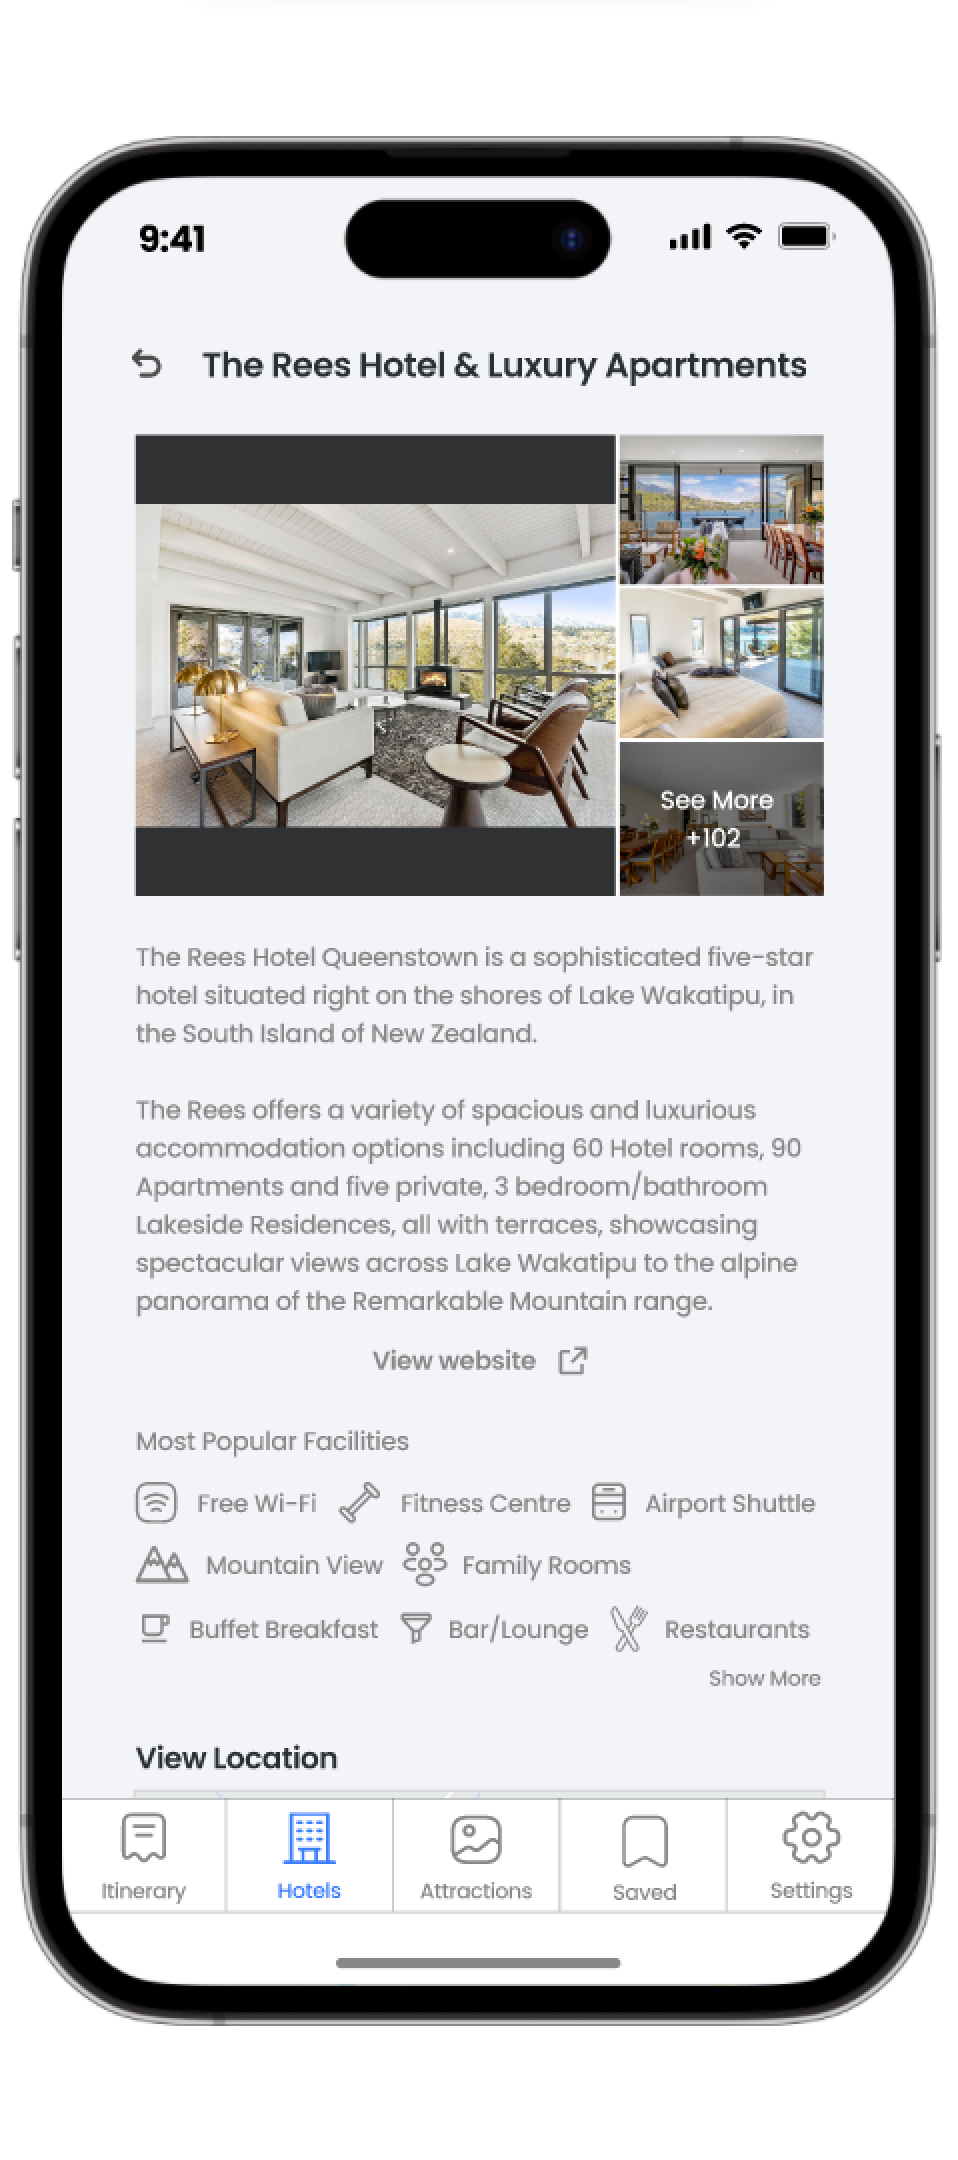 9:41
The Rees Hotel & Luxury Apartments
See More
+102
The Rees Hotel Queenstown is a sophisticated five-star
hotel situated right on the shores of Lake Wakatipu, in
the South Island of New Zealand.
The Rees offers a variety of spacious and luxurious
accommodation options including 60 Hotel rooms, 90
Apartments and five private, 3 bedroom/bathroom
Lakeside Residences, all with terraces, showcasing
spectacular views across Lake Wakatipu to the alpine
panorama of the Remarkable Mountain range.
View website
Most Popular Facilities
Free Wi-Fi Fitness Centre Airport Shuttle
Mountain View Family Rooms
Buffet Breakfast Bar/Lounge Restaurants
Show More
View Location
Itinerary Hotels Attractions Saved Settings